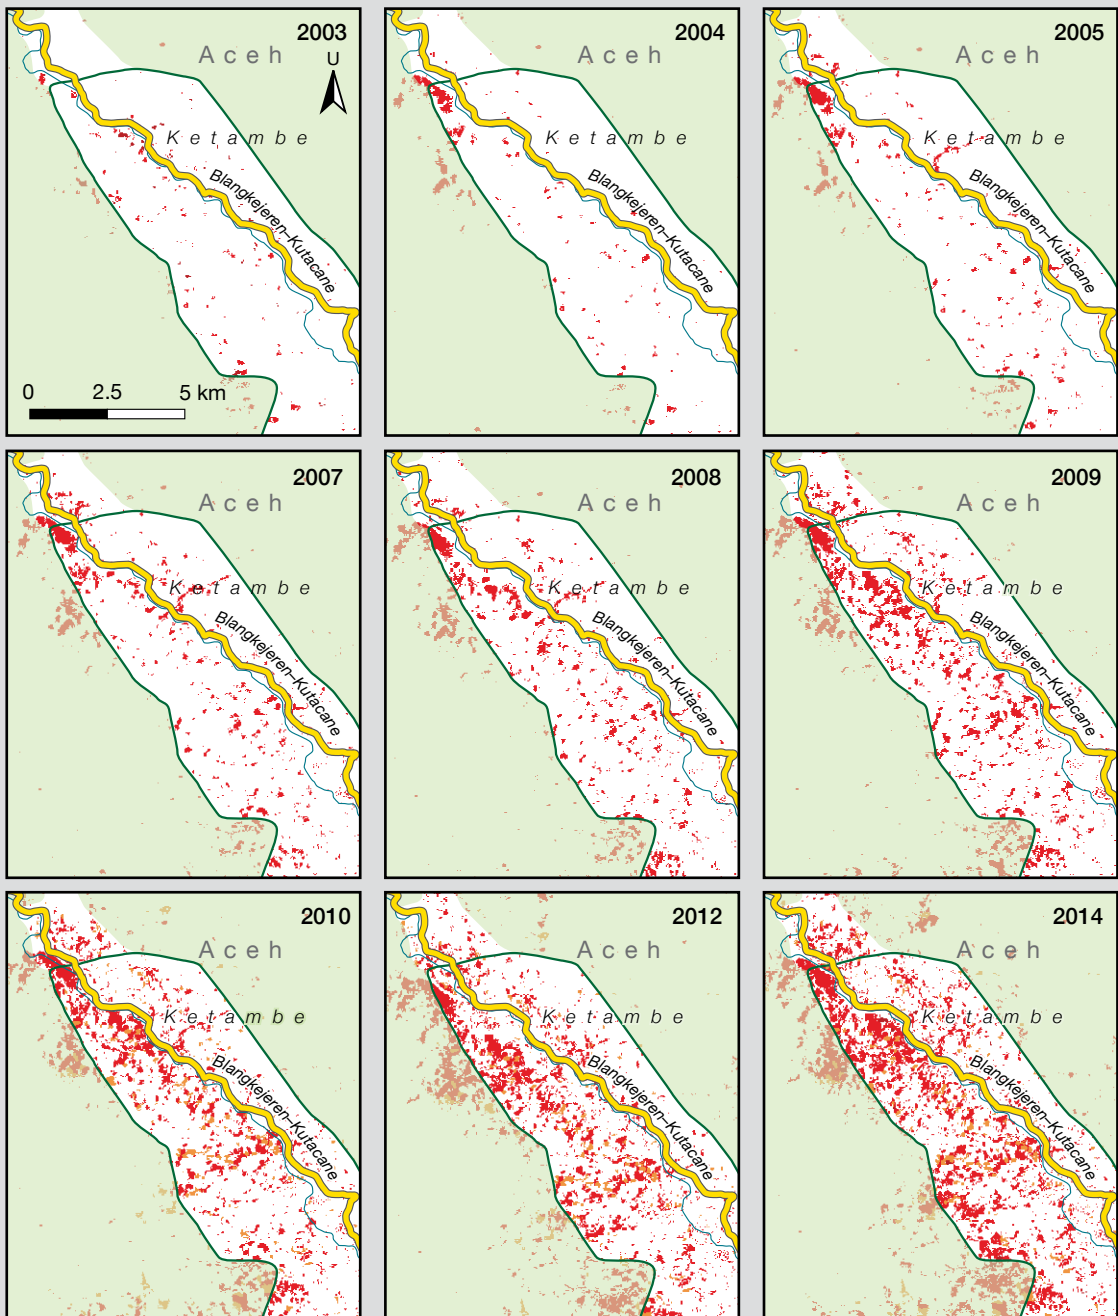 2003
Aceh
U
Ketambe
Blangkejeren–Kutacane
0 2.5 5 km
2004
Aceh
Ketambe
Blangkejeren–Kutacane
2005
Aceh
Ketambe
Blangkejeren–Kutacane
2007
Aceh
Ketambe
Blangkejeren–Kutacane
2008
Aceh
Ketambe
Blangkejeren–Kutacane
2009
Aceh
Ketambe
Blangkejeren–Kutacane
2010
Aceh
Ketambe
Blangkejeren–Kutacane
2012
Aceh
Ketambe
Blangkejeren–Kutacane
2014
Aceh
Ketambe
Blangkejeren–Kutacane